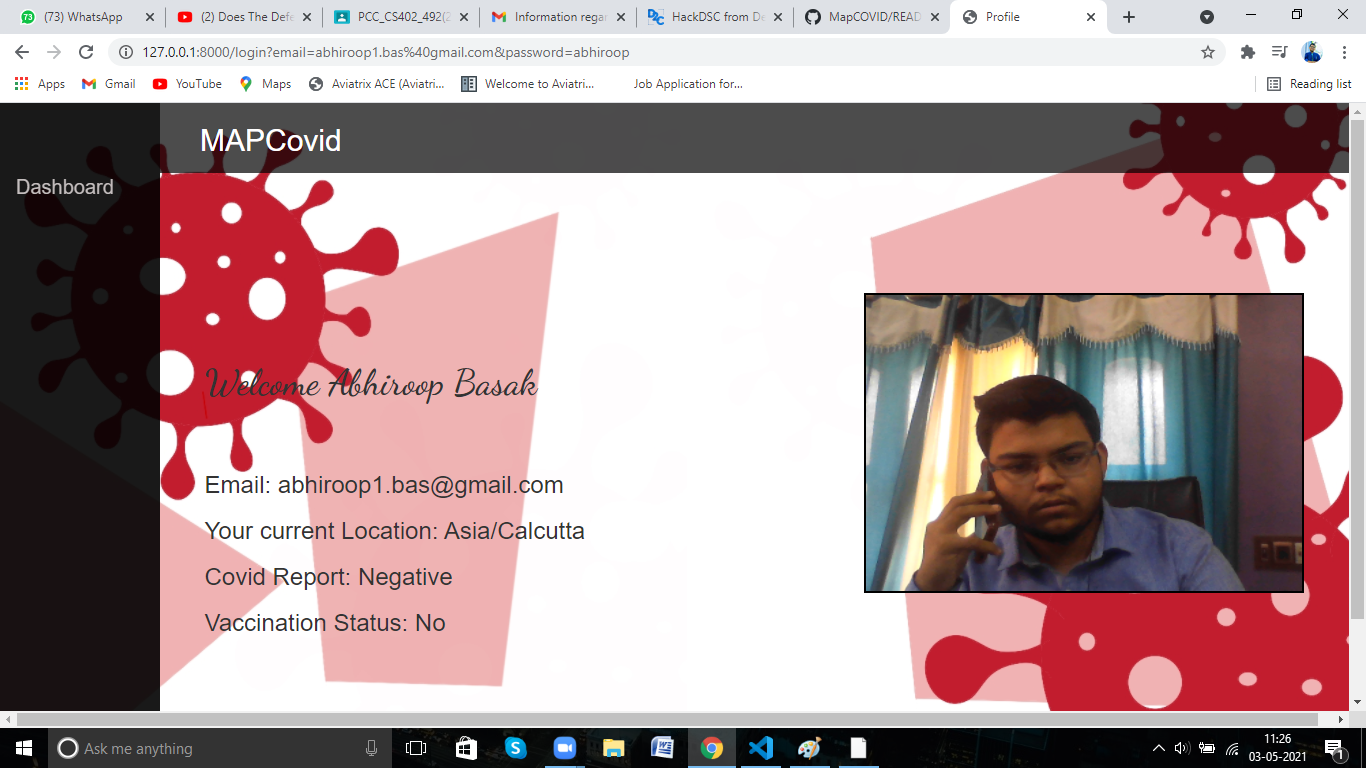 (73) WhatsApp
(2) Does The Defe
PCC_CS402_492(2
Information regar
HackDSC from De
MapCOVID/READ
Profile
127.0.0.1:8000/login?email=abhiroop1.bas%40gmail.com&password=abhiroop
Apps
Gmail
YouTube
Maps
Aviatrix ACE (Aviatri...
Welcome to Aviatri...
Job Application for...
Reading list
MAPCovid
Dashboard
Welcome Abhiroop Basak
Email: abhiroop1.bas@gmail.com
Your current Location: Asia/Calcutta
Covid Report: Negative
Vaccination Status: No
Ask me anything
11:26
03-05-2021
1